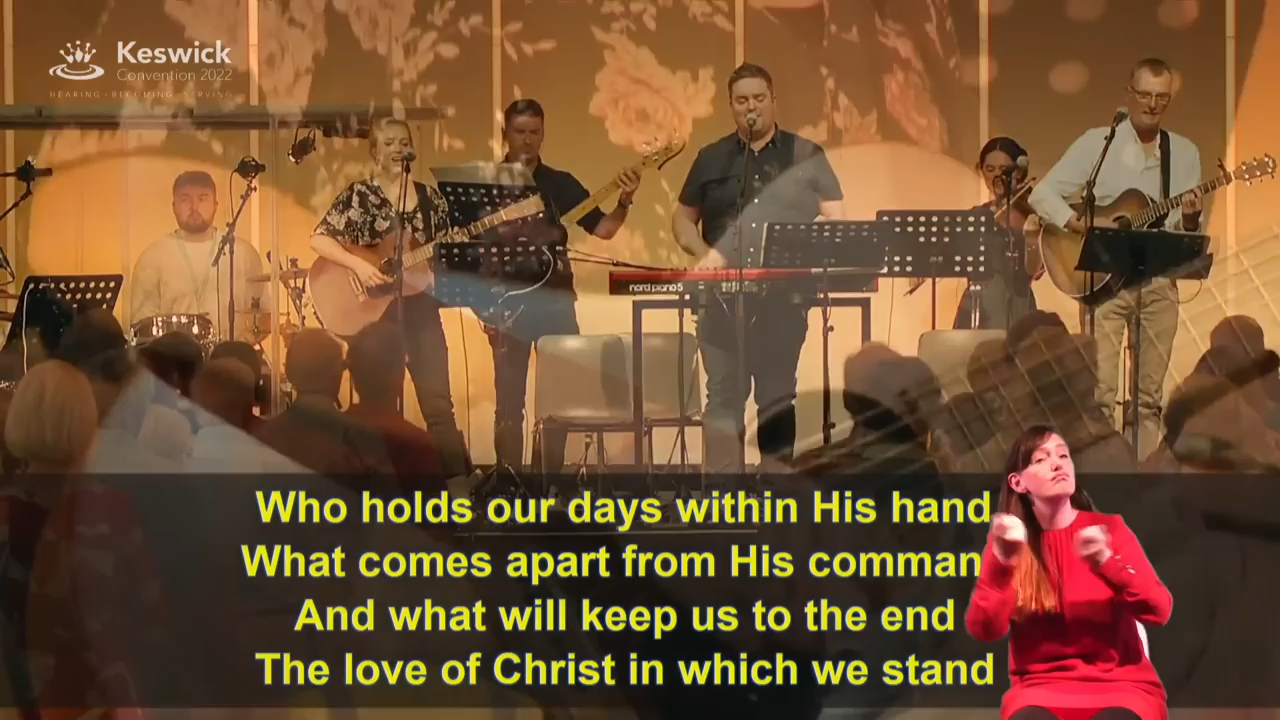 Keswick
Convention 2022
HEARING · BECOMING · SERVING
nord piano 5
Who holds our days within His hand
What comes apart from His comman
And what will keep us to the end
The love of Christ in which we stand